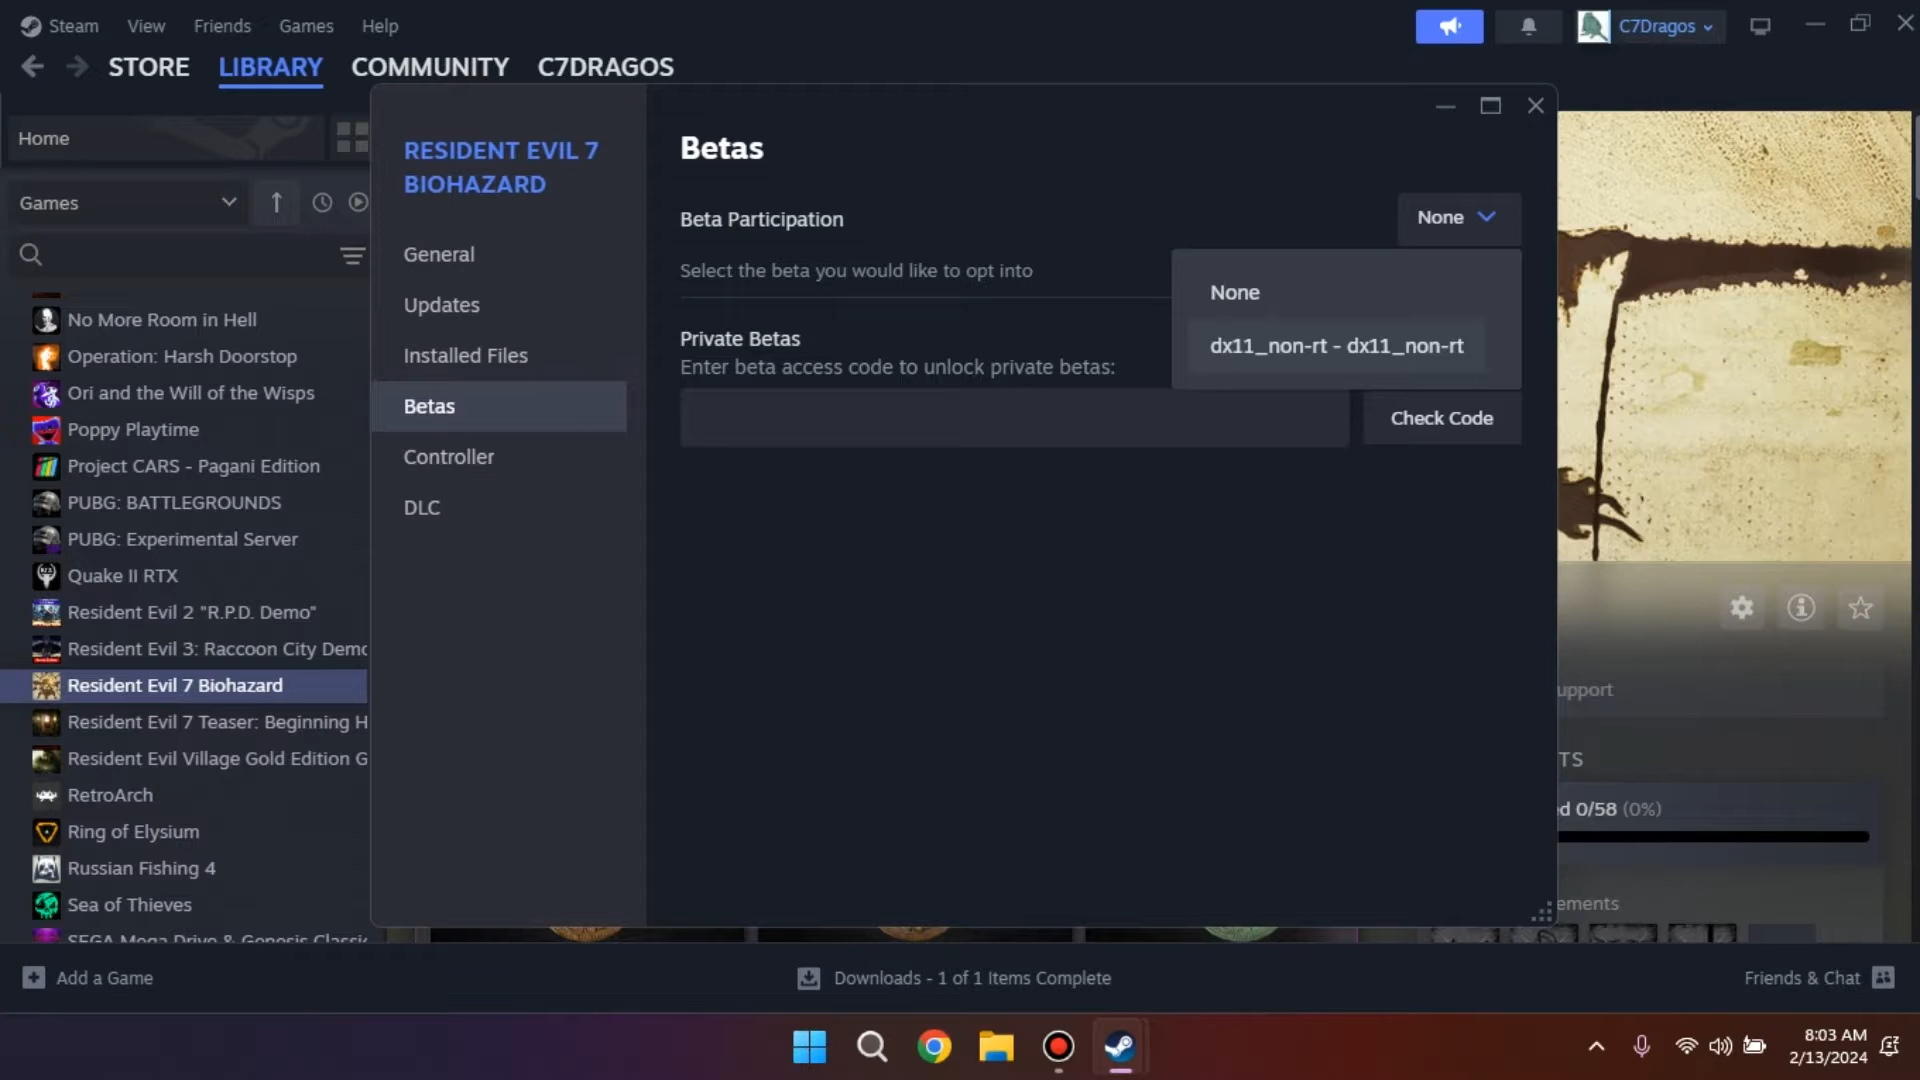 Steam View Friends Games Help
C7Dragos
STORE LIBRARY COMMUNITY C7DRAGOS
Home
Games
No More Room in Hell
Operation: Harsh Doorstop
Ori and the Will of the Wisps
Poppy Playtime
Project CARS - Pagani Edition
PUBG: BATTLEGROUNDS
PUBG: Experimental Server
Quake II RTX
Resident Evil 2 "R.P.D. Demo"
Resident Evil 3: Raccoon City Demo
Resident Evil 7 Biohazard
Resident Evil 7 Teaser: Beginning H
Resident Evil Village Gold Edition G
RetroArch
Ring of Elysium
Russian Fishing 4
Sea of Thieves
SEGA Mega Drive & Genesis Classic
RESIDENT EVIL 7
BIOHAZARD
General
Updates
Installed Files
Betas
Controller
DLC
Betas
Beta Participation
None
Select the beta you would like to opt into
None
dx11_non-rt - dx11_non-rt
Private Betas
Enter beta access code to unlock private betas:
Check Code
upport
TS
ed 0/58 (0%)
ements
Add a Game
Downloads - 1 of 1 Items Complete
Friends & Chat
8:03 AM
2/13/2024